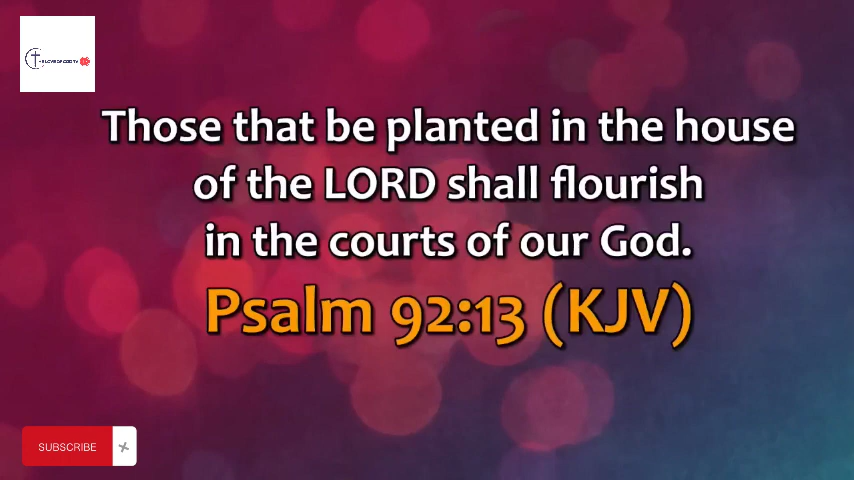 Those that be planted in the house
of the LORD shall flourish
in the courts of our God.
Psalm 92:13 (KJV)
SUBSCRIBE